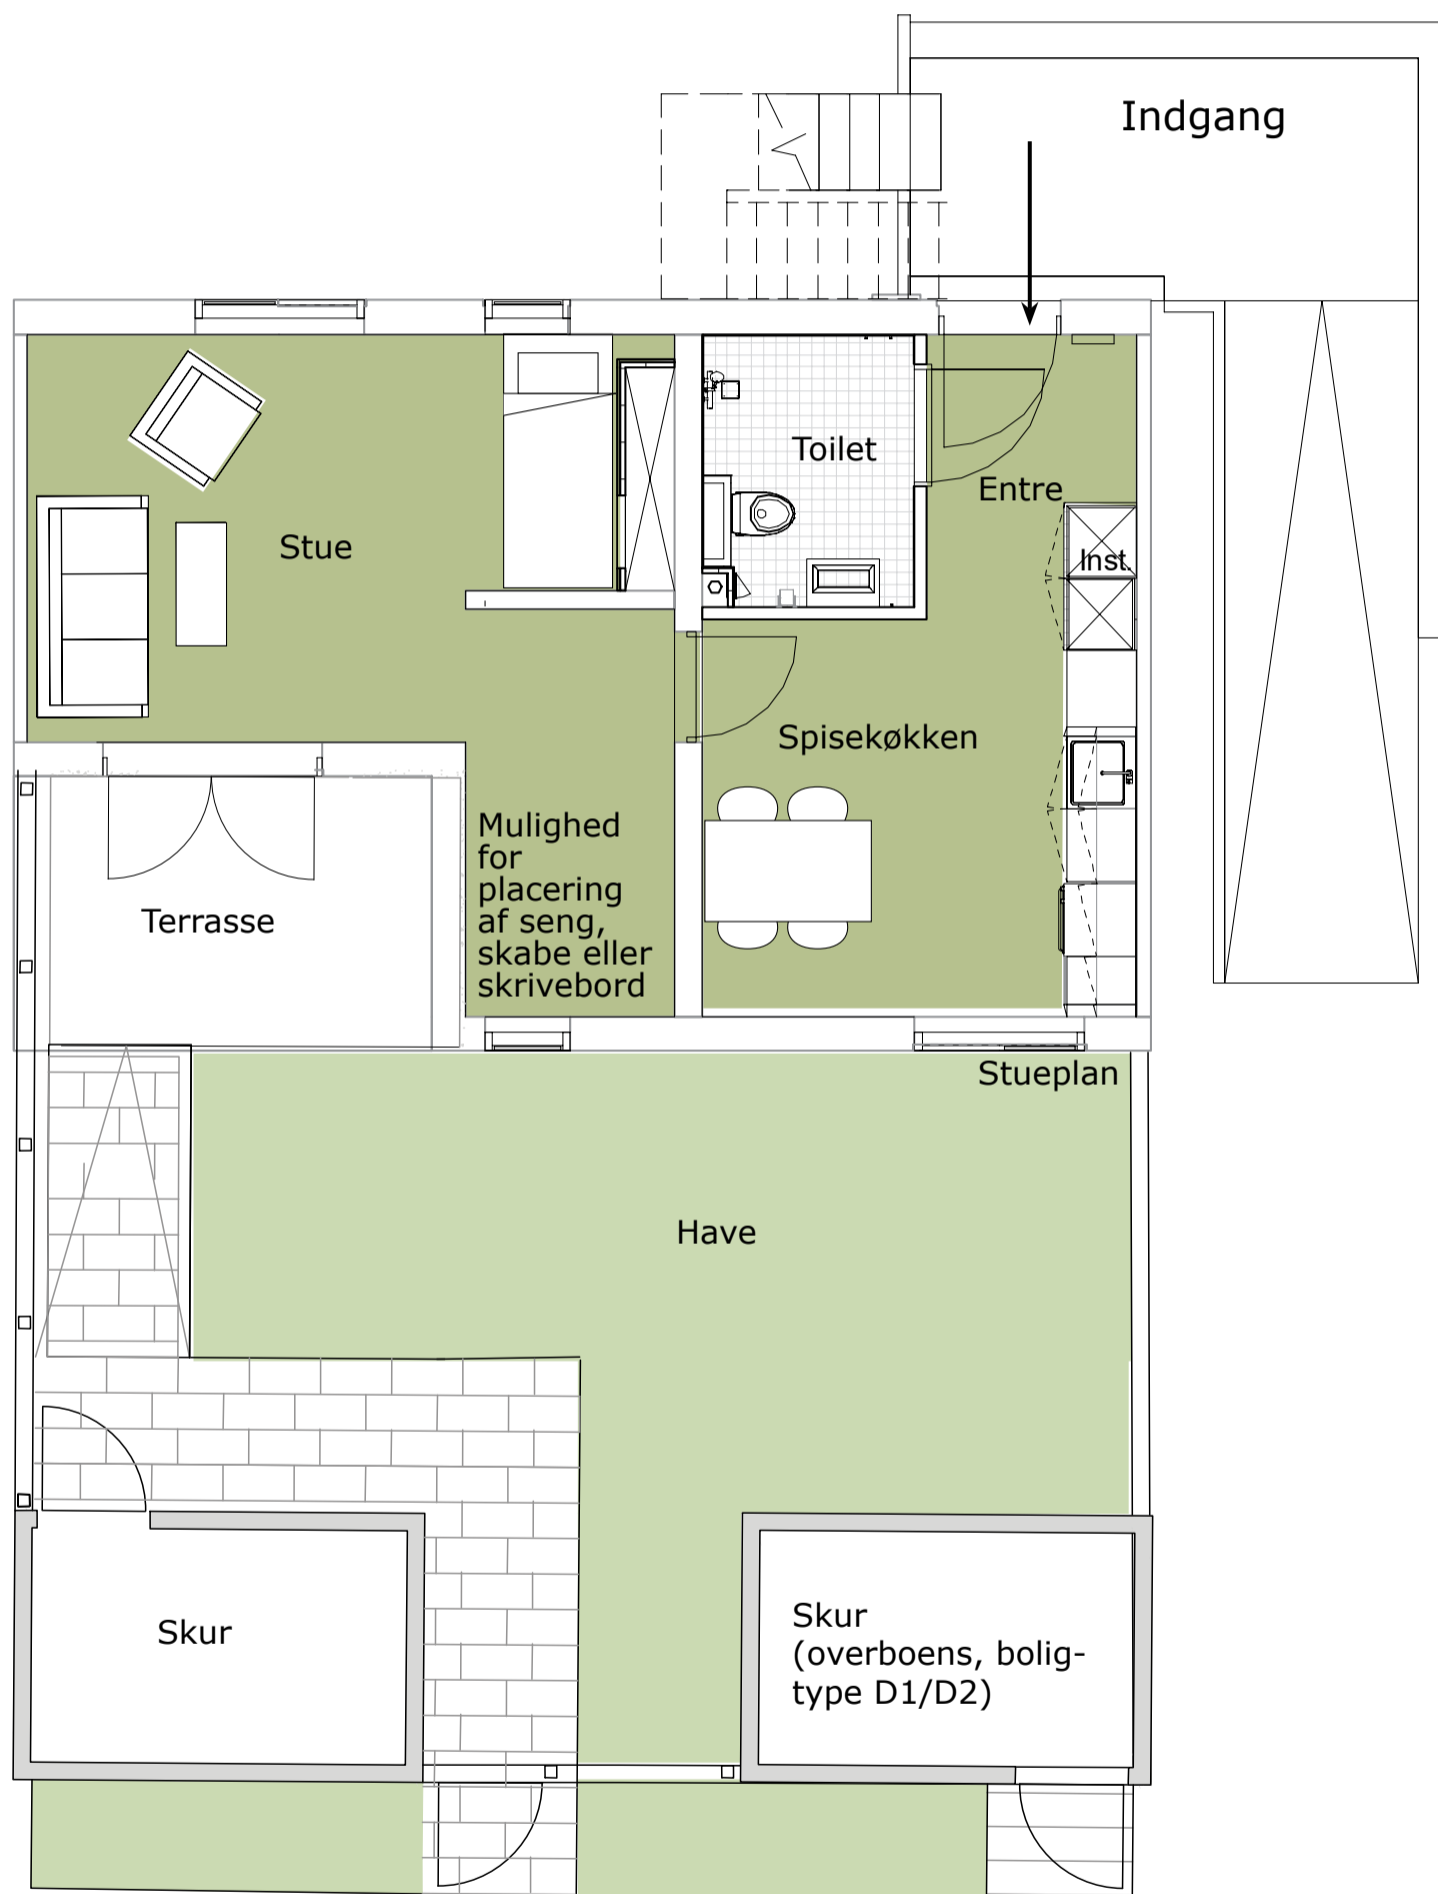 Indgang
Toilet
Entre
Stue
Inst.
Spisekøkken
Mulighed
for
placering
af seng,
skabe eller
skrivebord
Terrasse
Stueplan
Have
Skur
Skur
(overboens, bolig-
type D1/D2)